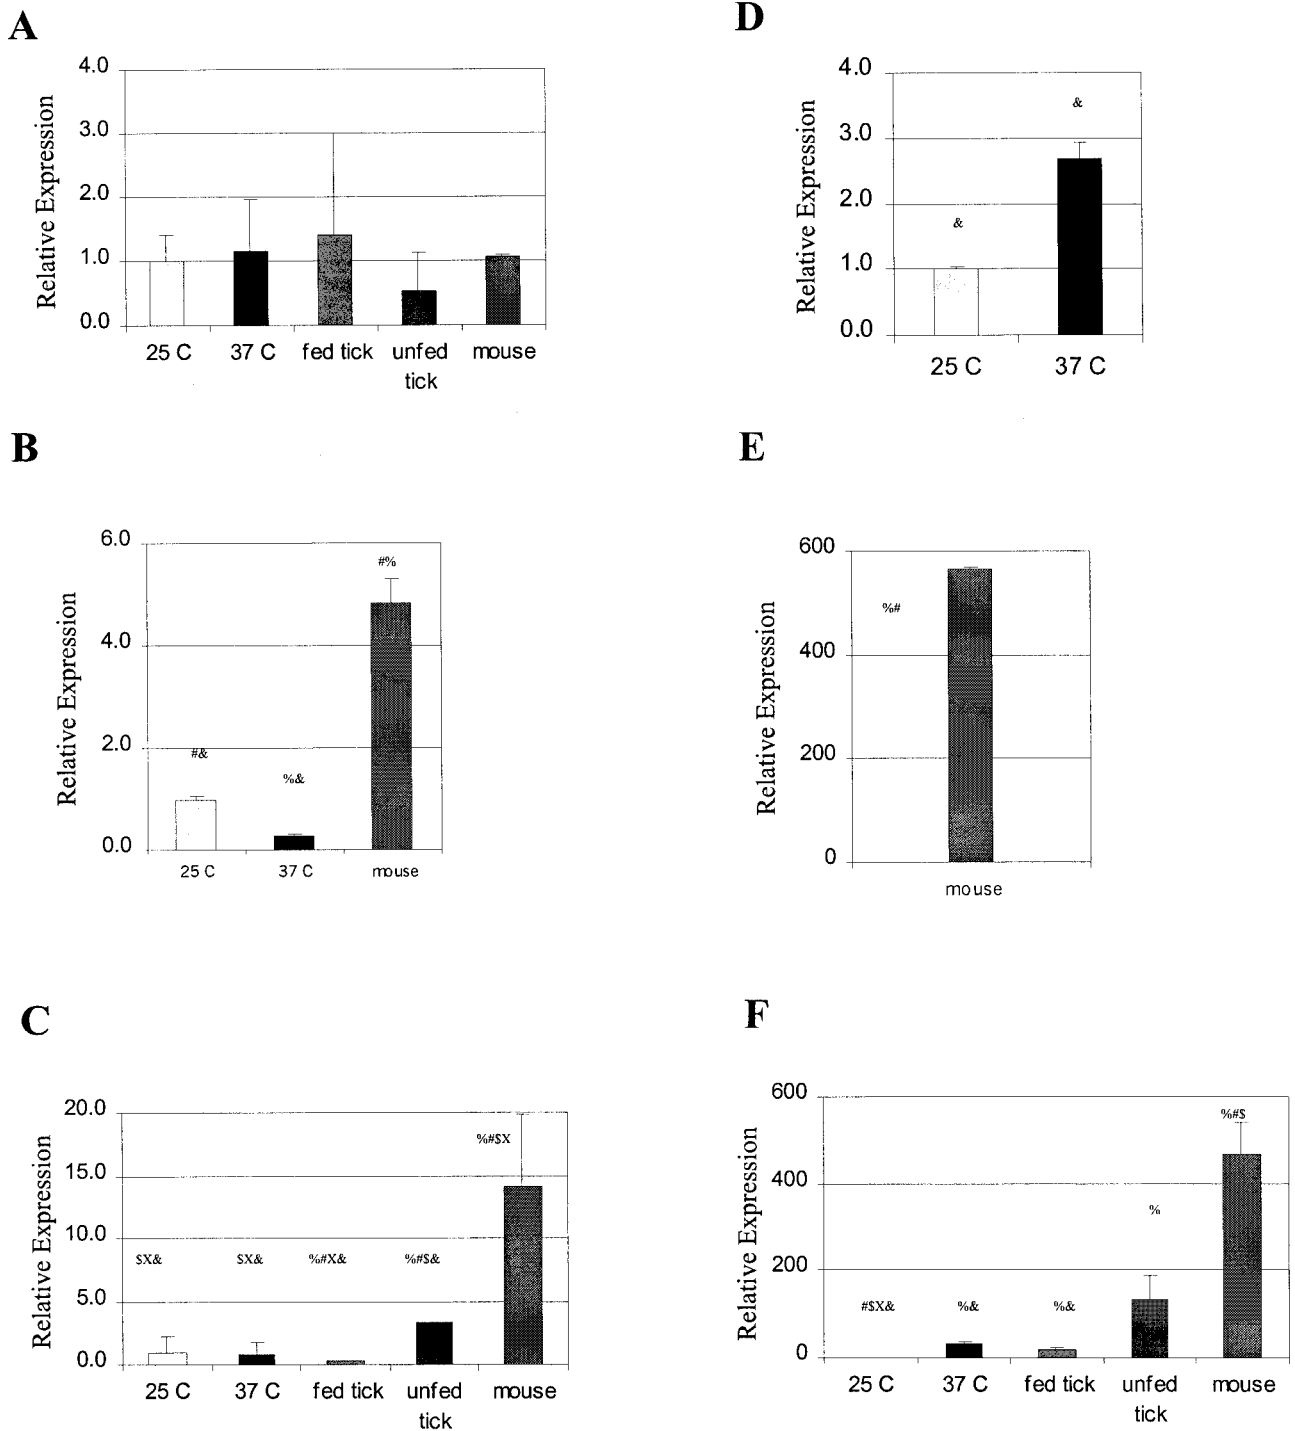 A
Relative Expression
4.0
3.0
2.0
1.0
0.0
25 C
37 C
fed tick
unfed
tick
mouse
B
Relative Expression
6.0
4.0
2.0
0.0
#&
%&
#%
25 C
37 C
mouse
C
Relative Expression
20.0
15.0
10.0
5.0
0.0
$X&
$X&
%#X&
%#$&
%#$X
25 C
37 C
fed tick
unfed
tick
mouse
D
Relative Expression
4.0
3.0
2.0
1.0
0.0
&
&
25 C
37 C
E
Relative Expression
600
400
200
0
%#
mouse
F
Relative Expression
600
400
200
0
#$X&
%&
%&
%
%#$
25 C
37 C
fed tick
unfed
tick
mouse